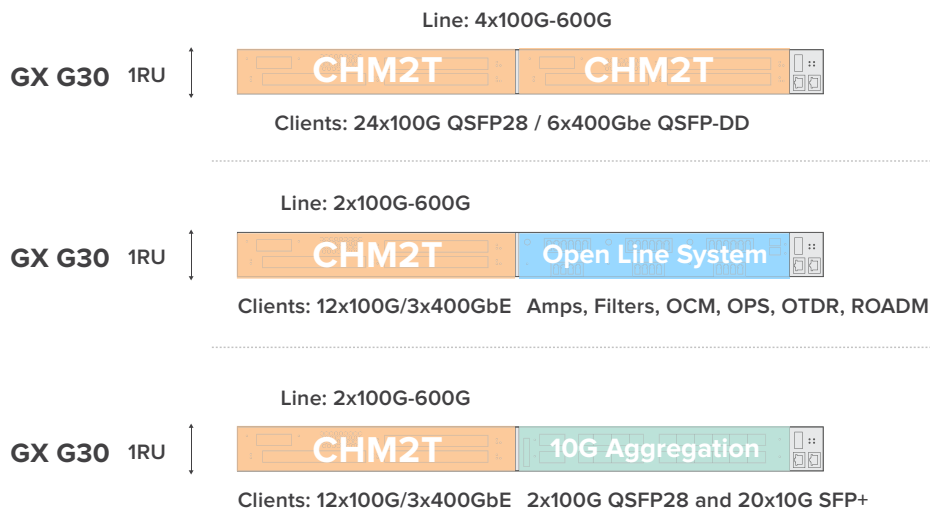 Line: 4x100G-600G
GX G30 1RU
CHM2T CHM2T
Clients: 24x100G QSFP28 / 6x400Gbe QSFP-DD
Line: 2x100G-600G
GX G30 1RU
CHM2T Open Line System
Clients: 12x100G/3x400GbE Amps, Filters, OCM, OPS, OTDR, ROADM
Line: 2x100G-600G
GX G30 1RU
CHM2T 10G Aggregation
Clients: 12x100G/3x400GbE 2x100G QSFP28 and 20x10G SFP+